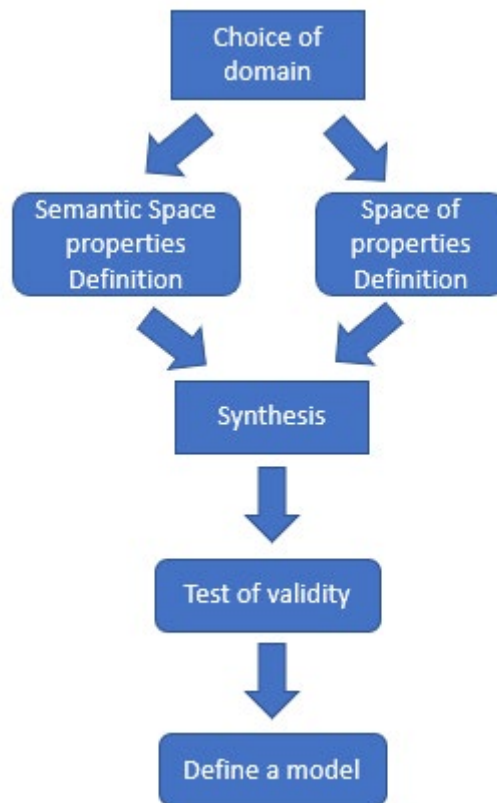 Choice of
domain
Semantic Space
properties
Definition
Space of
properties
Definition
Synthesis
Test of validity
Define a model